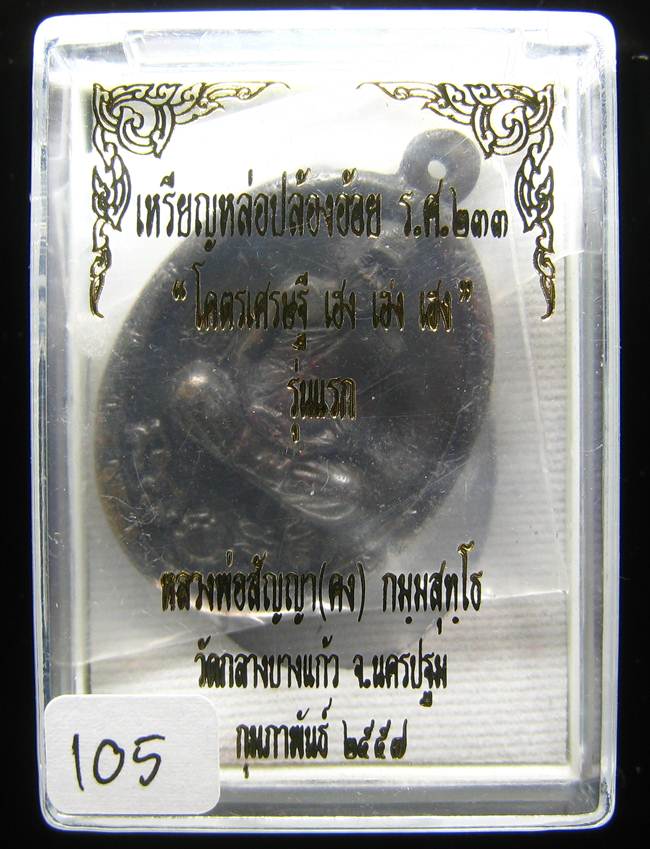 เหรียญหล่อปล้องอ้อย ร.ศ.๒๓๓
“โคตรเศรษฐี เฮง เฮง เฮง”
รุ่นแรก
หลวงพ่อสัญญา(คง) กมฺมสุทฺโธ
วัดกลางบางแก้ว จ.นครปฐม
กุมภาพันธ์ ๒๕๕๗
105